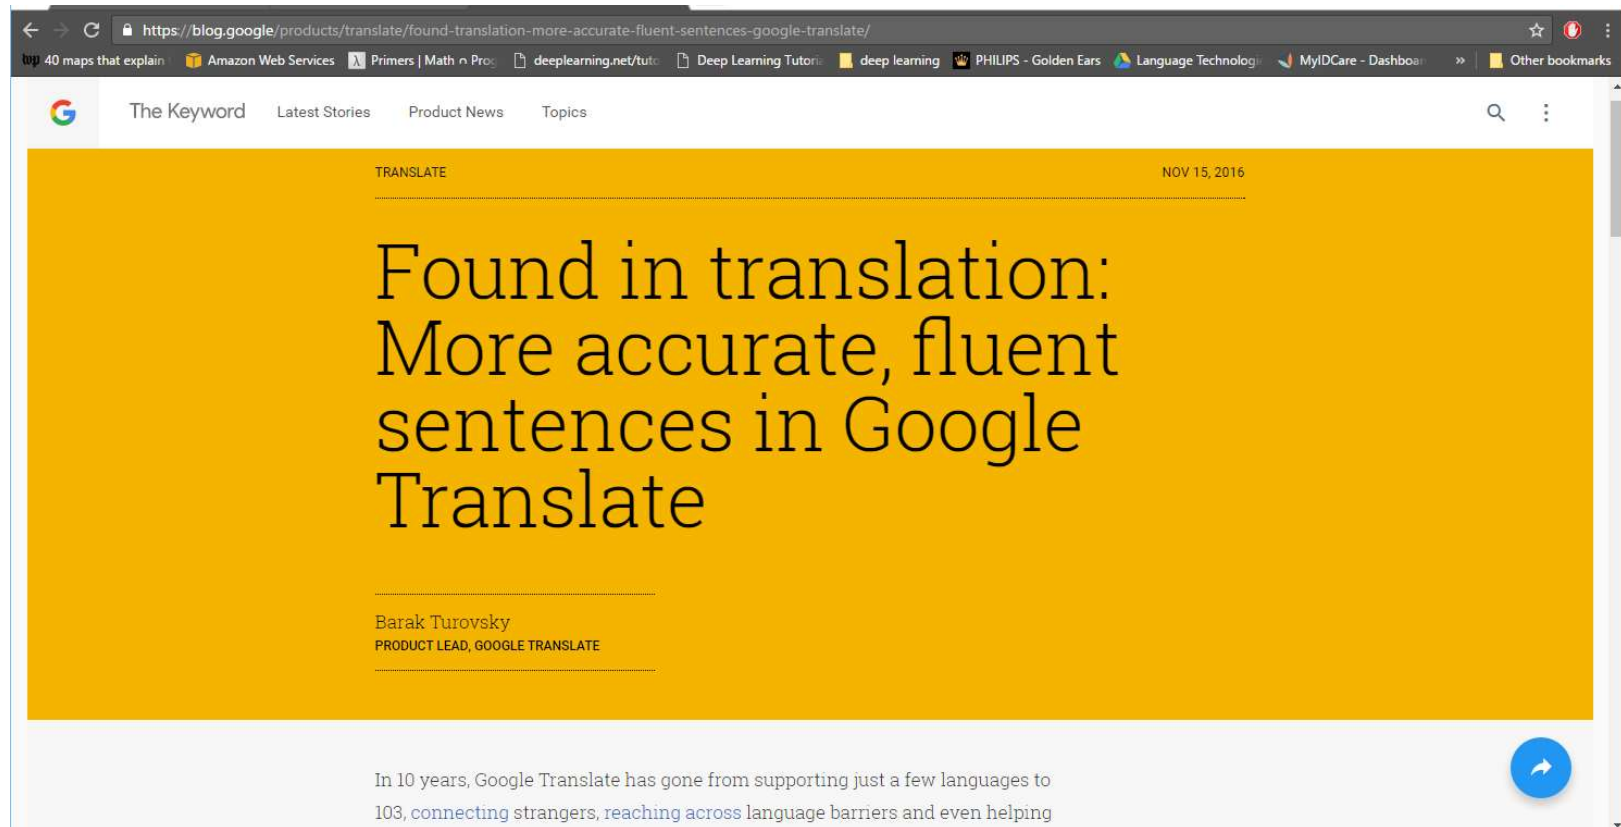 https://blog.google/products/translate/found-translation-more-accurate-fluent-sentences-google-translate/
40 maps that explain Amazon Web Services Primers | Math ∩ Prog deeplearning.net/tuto Deep Learning Tutori deep learning PHILIPS - Golden Ears Language Technologi MyIDCare - Dashboar » Other bookmarks
G The Keyword Latest Stories Product News Topics
TRANSLATE NOV 15, 2016
Found in translation:
More accurate, fluent
sentences in Google
Translate
Barak Turovsky
PRODUCT LEAD, GOOGLE TRANSLATE
In 10 years, Google Translate has gone from supporting just a few languages to
103, connecting strangers, reaching across language barriers and even helping